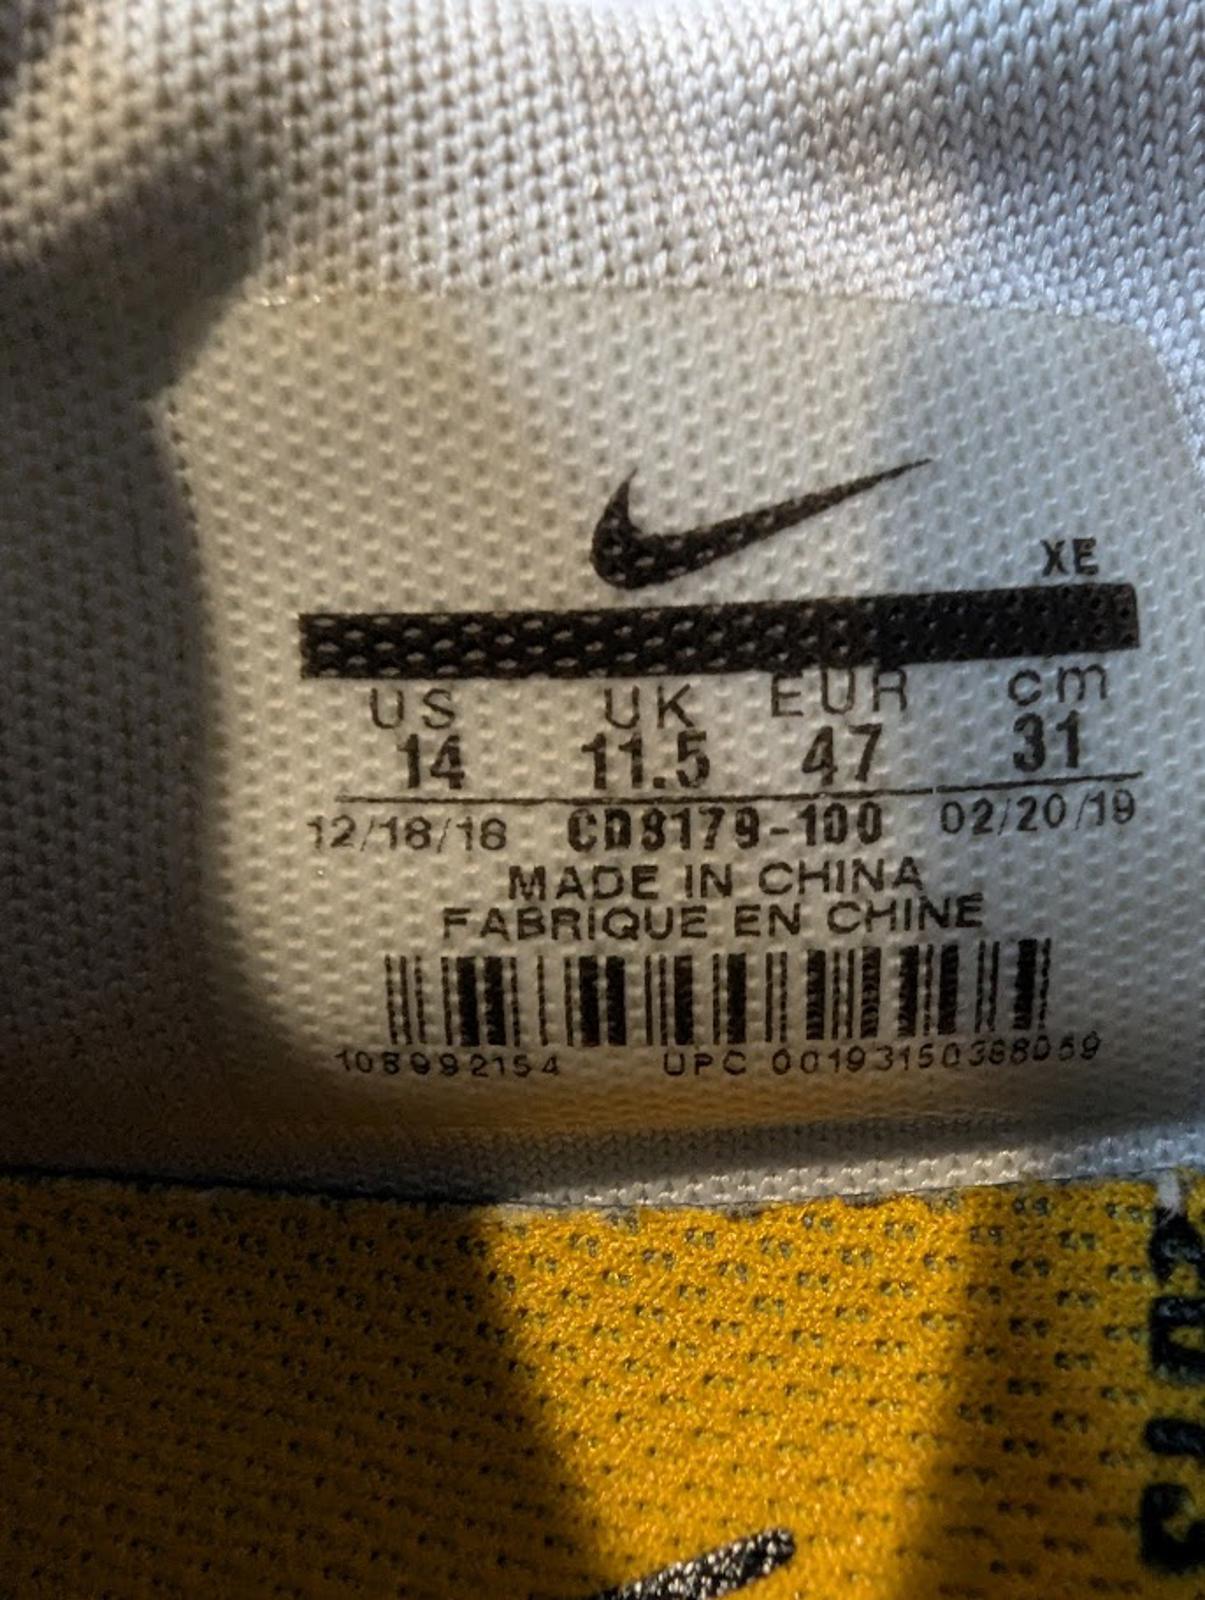 XE
US UK EUR cm
14 11.5 47 31
12/18/18 CD8179-100 02/20/19
MADE IN CHINA
FABRIQUE EN CHINE
108992154 UPC 00193150388059